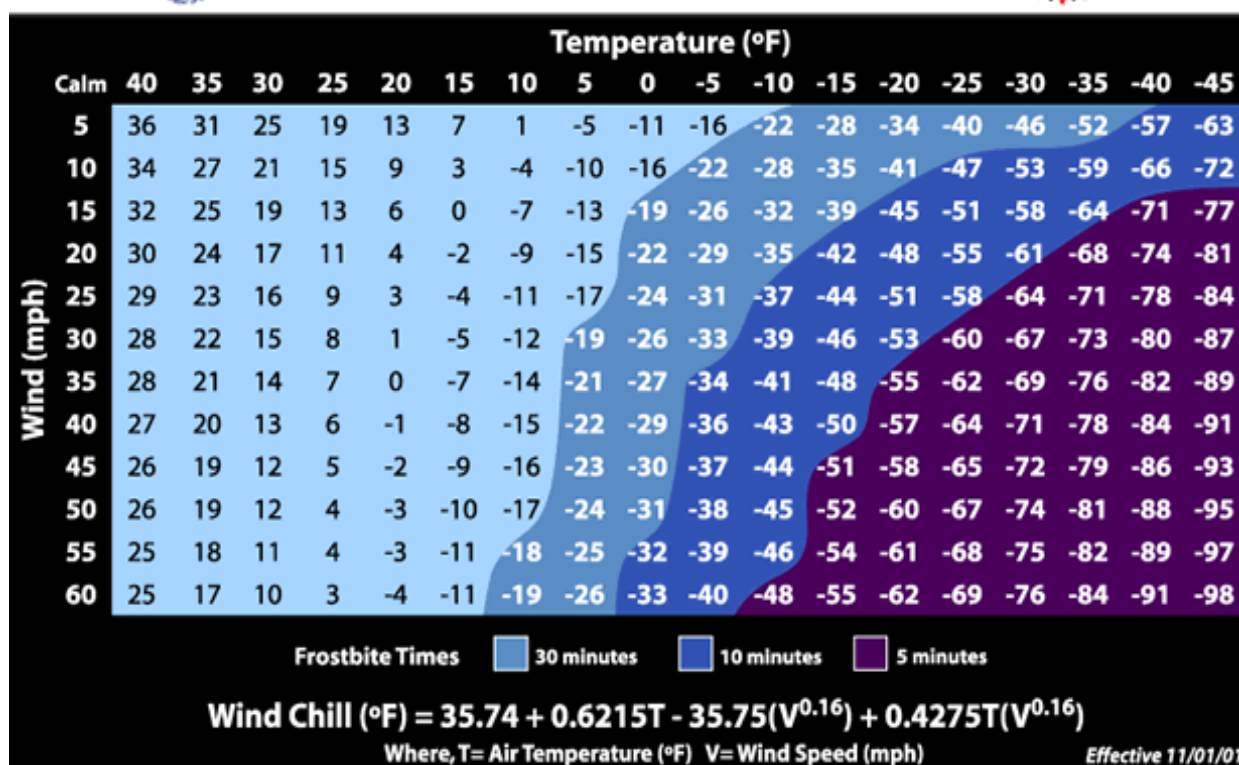 Temperature (ºF)
Calm 40 35 30 25 20 15 10 5 0 -5 -10 -15 -20 -25 -30 -35 -40 -45
Wind (mph)
5 36 31 25 19 13 7 1 -5 -11 -16 -22 -28 -34 -40 -46 -52 -57 -63
10 34 27 21 15 9 3 -4 -10 -16 -22 -28 -35 -41 -47 -53 -59 -66 -72
15 32 25 19 13 6 0 -7 -13 -19 -26 -32 -39 -45 -51 -58 -64 -71 -77
20 30 24 17 11 4 -2 -9 -15 -22 -29 -35 -42 -48 -55 -61 -68 -74 -81
25 29 23 16 9 3 -4 -11 -17 -24 -31 -37 -44 -51 -58 -64 -71 -78 -84
30 28 22 15 8 1 -5 -12 -19 -26 -33 -39 -46 -53 -60 -67 -73 -80 -87
35 28 21 14 7 0 -7 -14 -21 -27 -34 -41 -48 -55 -62 -69 -76 -82 -89
40 27 20 13 6 -1 -8 -15 -22 -29 -36 -43 -50 -57 -64 -71 -78 -84 -91
45 26 19 12 5 -2 -9 -16 -23 -30 -37 -44 -51 -58 -65 -72 -79 -86 -93
50 26 19 12 4 -3 -10 -17 -24 -31 -38 -45 -52 -60 -67 -74 -81 -88 -95
55 25 18 11 4 -3 -11 -18 -25 -32 -39 -46 -54 -61 -68 -75 -82 -89 -97
60 25 17 10 3 -4 -11 -19 -26 -33 -40 -48 -55 -62 -69 -76 -84 -91 -98
Frostbite Times 30 minutes 10 minutes 5 minutes
Wind Chill (ºF) = 35.74 + 0.6215T - 35.75(V^0.16) + 0.4275T(V^0.16)
Where, T= Air Temperature (ºF) V= Wind Speed (mph) Effective 11/01/01